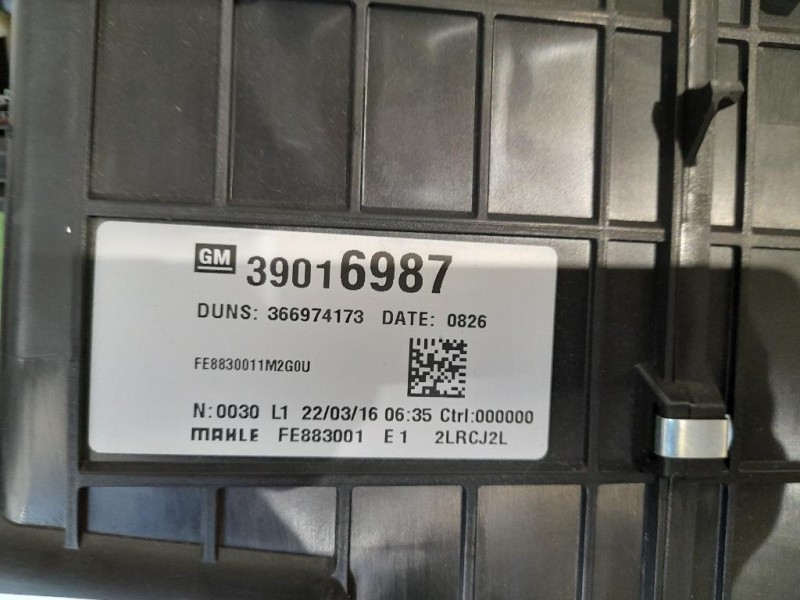 GM 39016987
DUNS: 366974173 DATE: 0826
FE8830011M2G0U
N:0030 L1 22/03/16 06:35 Ctrl:000000
MAHLE FE883001 E1 2LRCJ2L